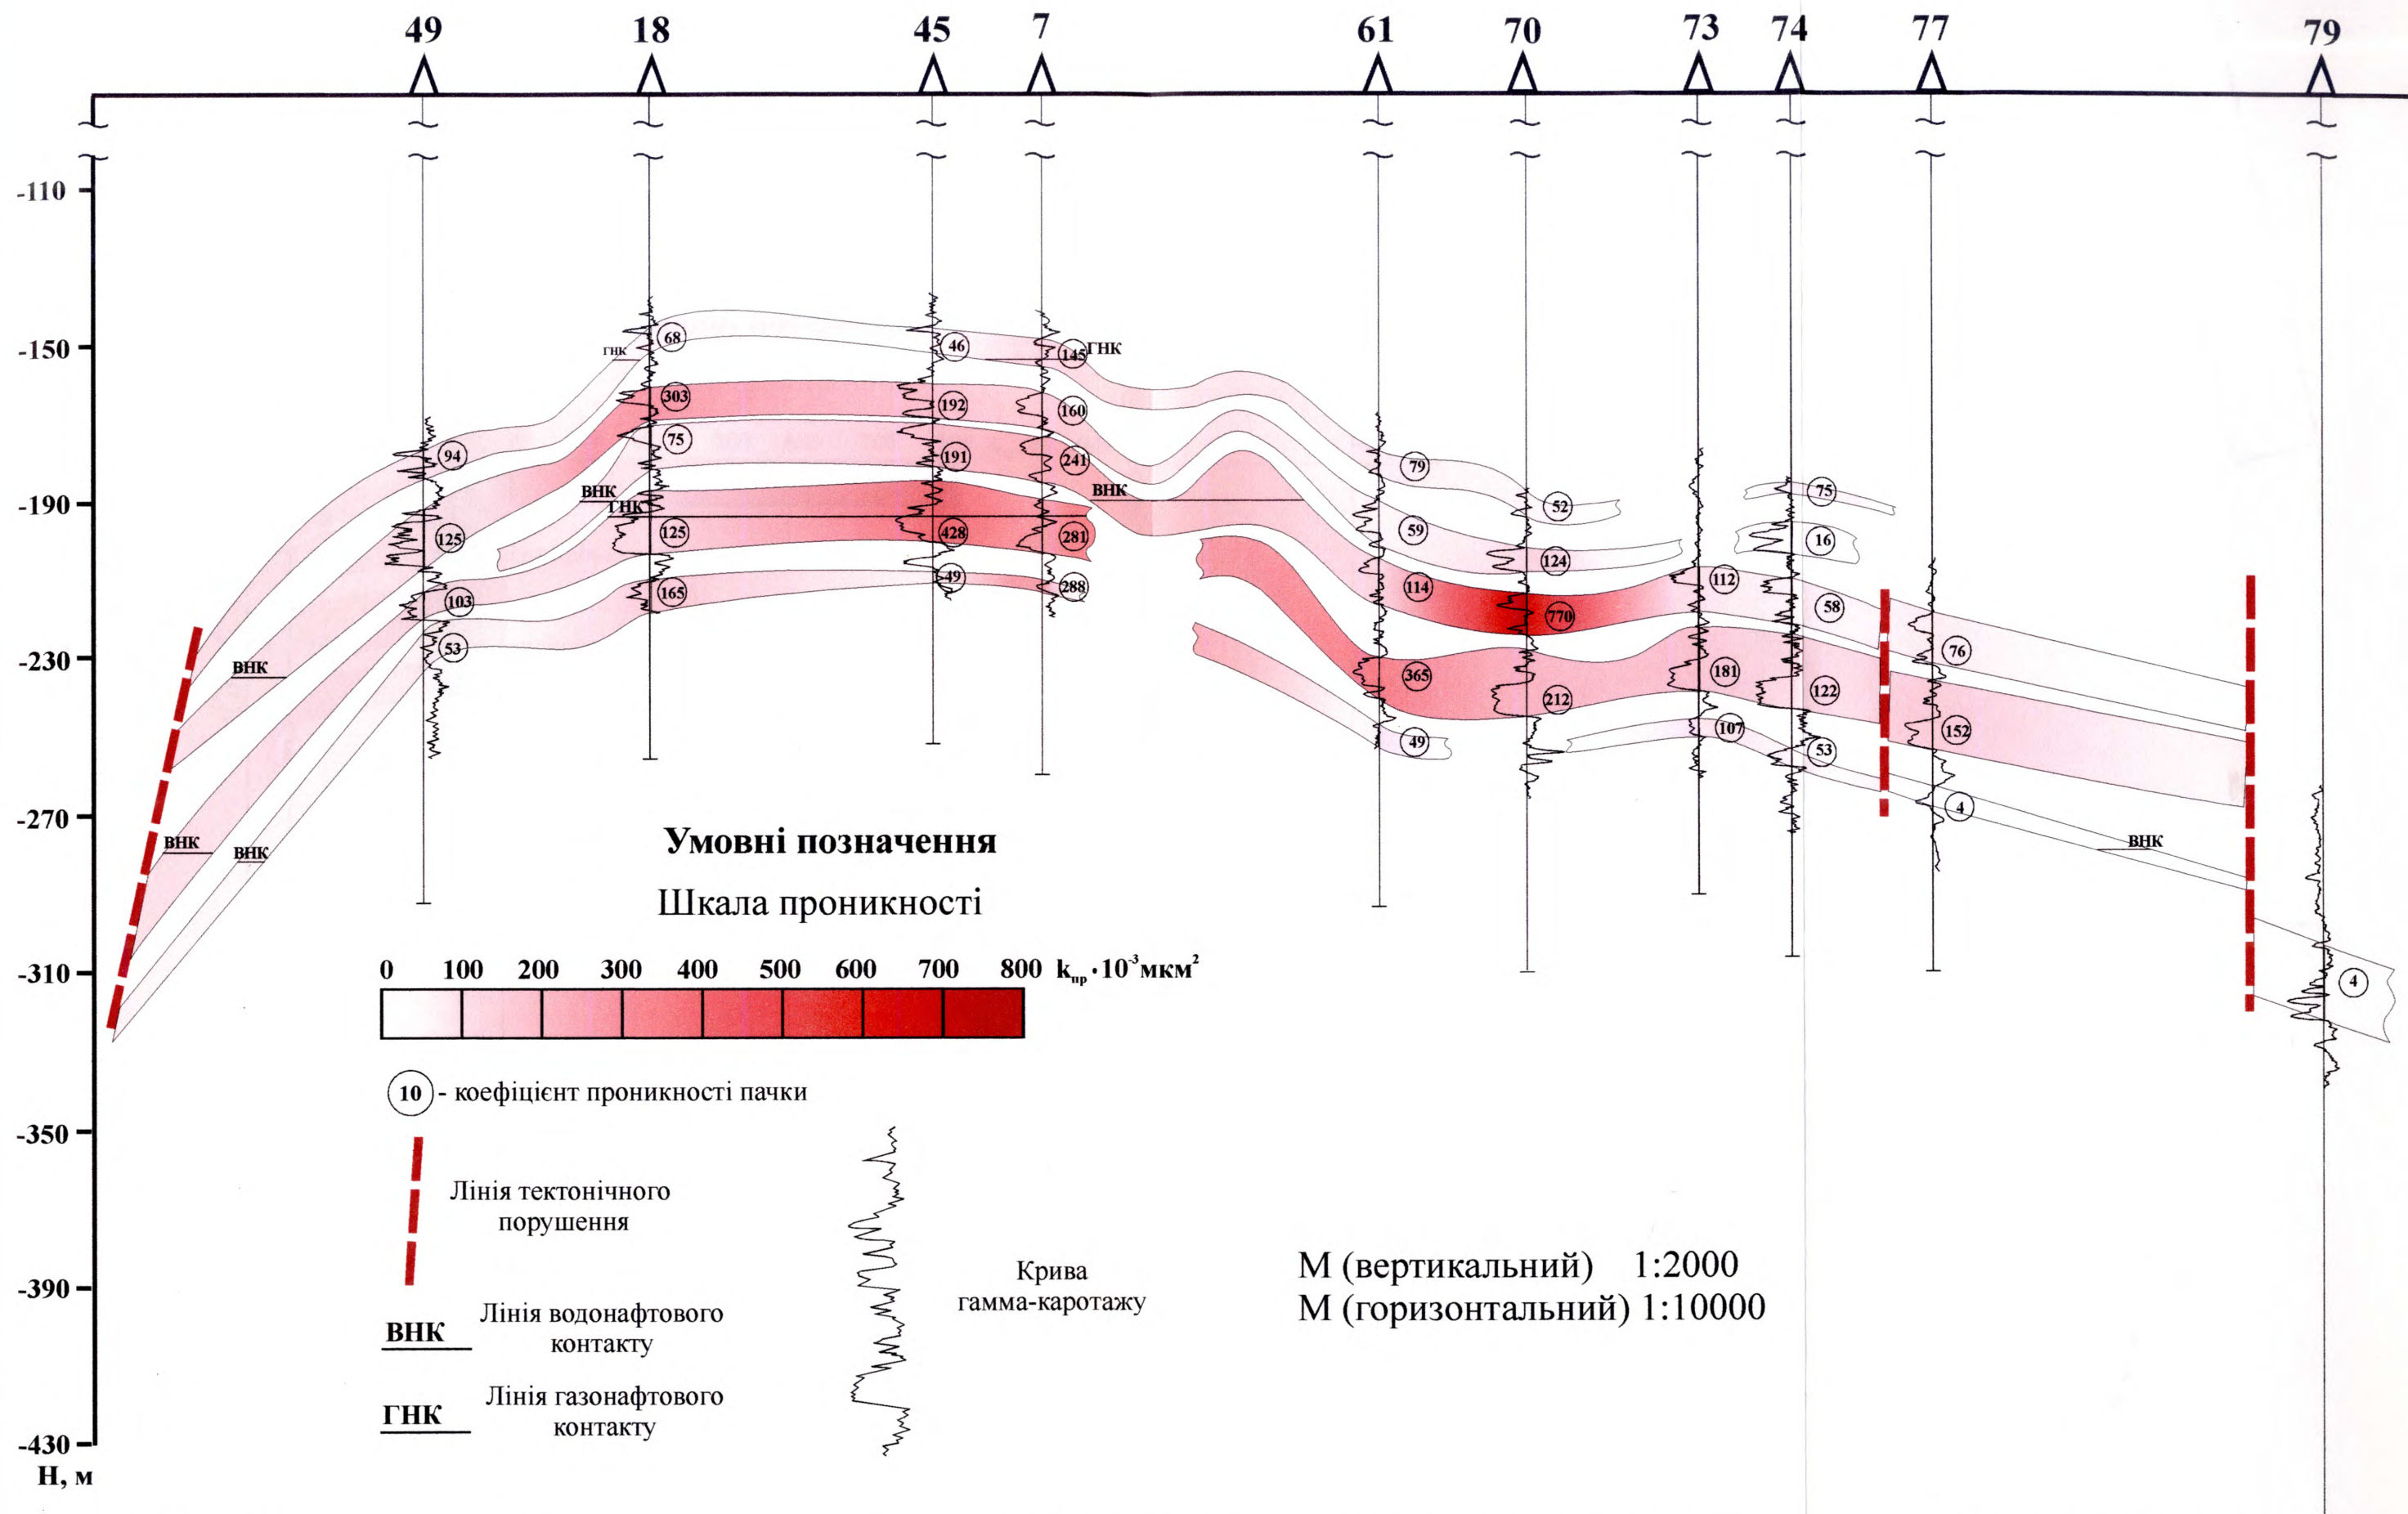 49 18 45 7 61 70 73 74 77 79
-110
-150
-190
-230
-270
-310
-350
-390
-430
Н, м
68 46 145 ГНК
ГНК
303 192 160
94 75 191 241 79
ВНК ВНК 52 75
ГНК
125 125 428 281 59 124 16
103 165 49 288 114 770 112 58
53 365 212 181 122 76
ВНК
49 107 53 152
4
ВНК ВНК ВНК
4
Умовні позначення
Шкала проникності
0 100 200 300 400 500 600 700 800 kпр·10⁻³мкм²
10 - коефіцієнт проникності пачки
Лінія тектонічного
порушення
ВНК Лінія водонафтового
контакту
ГНК Лінія газонафтового
контакту
Крива
гамма-каротажу
М (вертикальний) 1:2000
М (горизонтальний) 1:10000